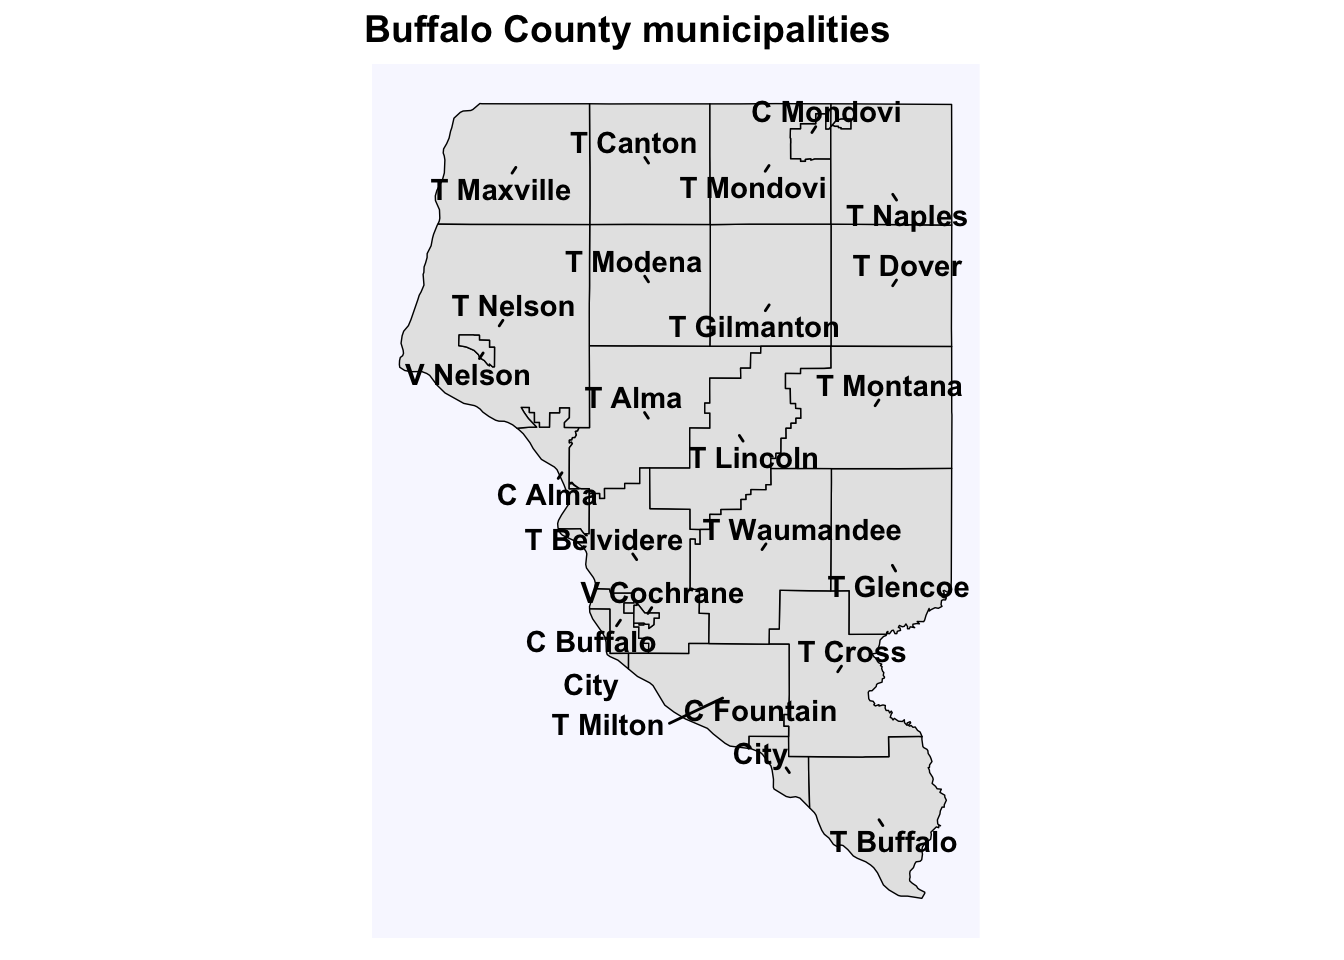 Buffalo County municipalities
C Mondovi
T Canton
T Maxville
T Mondovi
T Naples
T Modena
T Dover
T Nelson
T Gilmanton
V Nelson
T Alma
T Montana
T Lincoln
C Alma
T Belvidere
T Waumandee
V Cochrane
T Glencoe
C Buffalo
City
T Cross
T Milton
C Fountain
City
T Buffalo